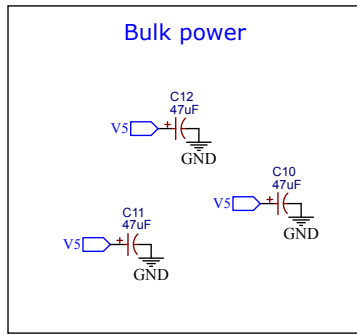 Bulk power
C12
47uF
V5
+
GND
C10
47uF
V5
+
GND
C11
47uF
V5
+
GND